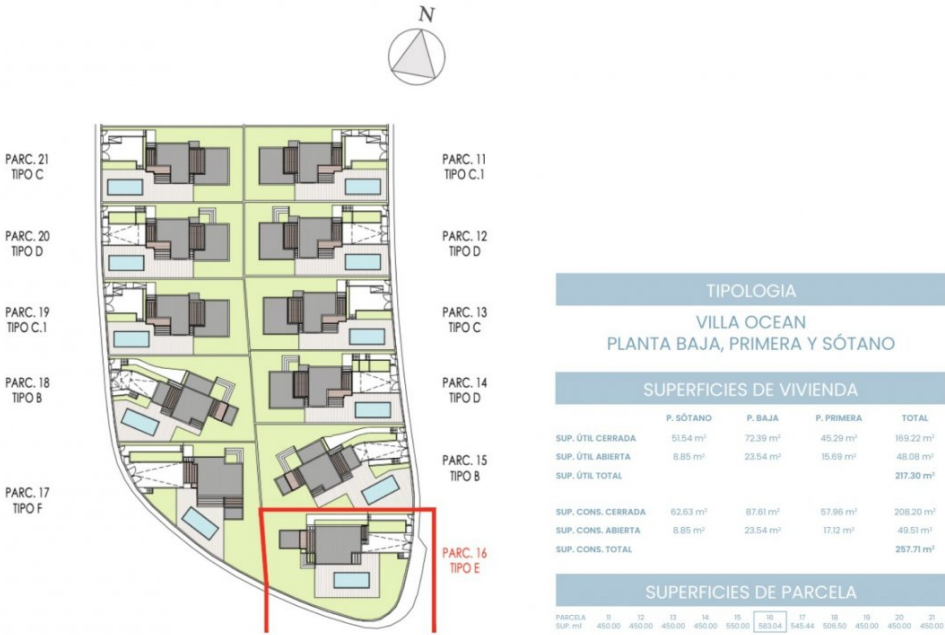 N
PARC. 21
TIPO C
PARC. 20
TIPO D
PARC. 19
TIPO C.1
PARC. 18
TIPO B
PARC. 17
TIPO F
PARC. 11
TIPO C.1
PARC. 12
TIPO D
PARC. 13
TIPO C
PARC. 14
TIPO D
PARC. 15
TIPO B
PARC. 16
TIPO E
TIPOLOGIA
VILLA OCEAN
PLANTA BAJA, PRIMERA Y SÓTANO
SUPERFICIES DE VIVIENDA
P. SÓTANO P. BAJA P. PRIMERA TOTAL
SUP. ÚTIL CERRADA 51.54 m² 72.39 m² 45.29 m² 169.22 m²
SUP. ÚTIL ABIERTA 8.85 m² 23.54 m² 15.69 m² 48.08 m²
SUP. ÚTIL TOTAL 217.30 m²
SUP. CONS. CERRADA 62.63 m² 87.61 m² 57.96 m² 208.20 m²
SUP. CONS. ABIERTA 8.85 m² 23.54 m² 17.12 m² 49.51 m²
SUP. CONS. TOTAL 257.71 m²
SUPERFICIES DE PARCELA
PARCELA 11 12 13 14 15 16 17 18 19 20 21
SUP. m² 450.00 450.00 450.00 450.00 550.00 583.04 545.44 506.50 450.00 450.00 450.00